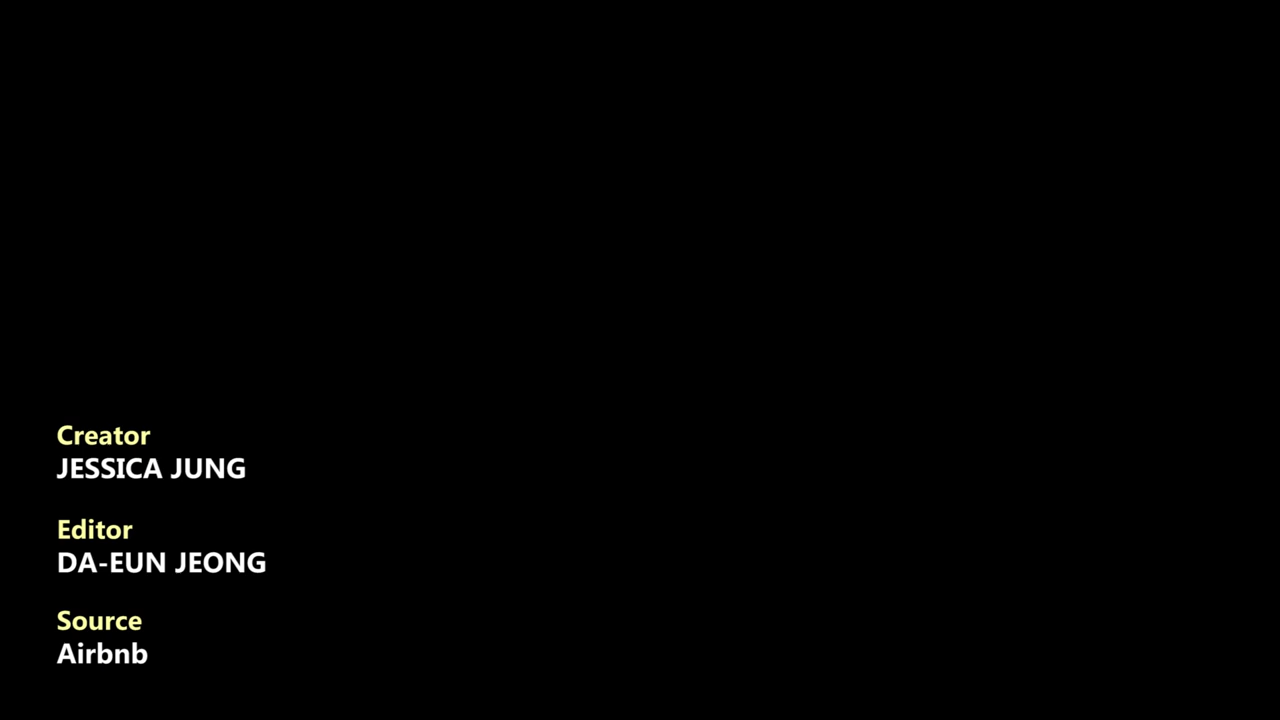 Creator
JESSICA JUNG
Editor
DA-EUN JEONG
Source
Airbnb